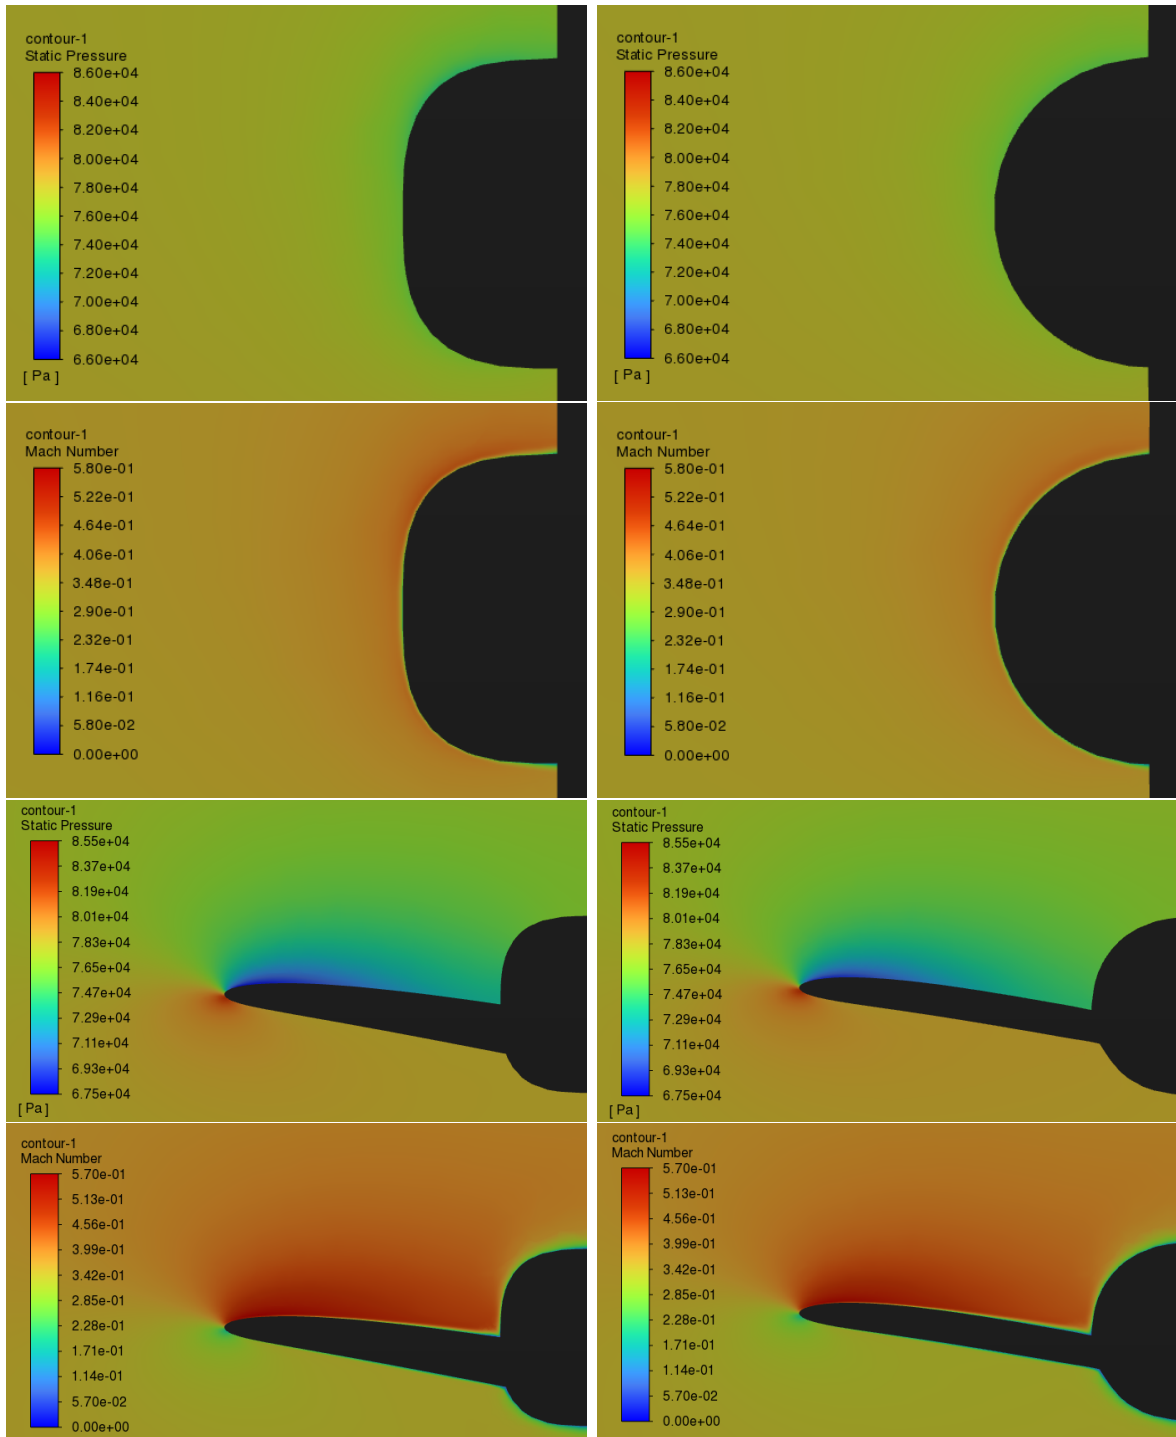 contour-1
Static Pressure
8.60e+04
8.40e+04
8.20e+04
8.00e+04
7.80e+04
7.60e+04
7.40e+04
7.20e+04
7.00e+04
6.80e+04
6.60e+04
[ Pa ]
contour-1
Static Pressure
8.60e+04
8.40e+04
8.20e+04
8.00e+04
7.80e+04
7.60e+04
7.40e+04
7.20e+04
7.00e+04
6.80e+04
6.60e+04
[ Pa ]
contour-1
Mach Number
5.80e-01
5.22e-01
4.64e-01
4.06e-01
3.48e-01
2.90e-01
2.32e-01
1.74e-01
1.16e-01
5.80e-02
0.00e+00
contour-1
Mach Number
5.80e-01
5.22e-01
4.64e-01
4.06e-01
3.48e-01
2.90e-01
2.32e-01
1.74e-01
1.16e-01
5.80e-02
0.00e+00
contour-1
Static Pressure
8.55e+04
8.37e+04
8.19e+04
8.01e+04
7.83e+04
7.65e+04
7.47e+04
7.29e+04
7.11e+04
6.93e+04
6.75e+04
[ Pa ]
contour-1
Static Pressure
8.55e+04
8.37e+04
8.19e+04
8.01e+04
7.83e+04
7.65e+04
7.47e+04
7.29e+04
7.11e+04
6.93e+04
6.75e+04
[ Pa ]
contour-1
Mach Number
5.70e-01
5.13e-01
4.56e-01
3.99e-01
3.42e-01
2.85e-01
2.28e-01
1.71e-01
1.14e-01
5.70e-02
0.00e+00
contour-1
Mach Number
5.70e-01
5.13e-01
4.56e-01
3.99e-01
3.42e-01
2.85e-01
2.28e-01
1.71e-01
1.14e-01
5.70e-02
0.00e+00